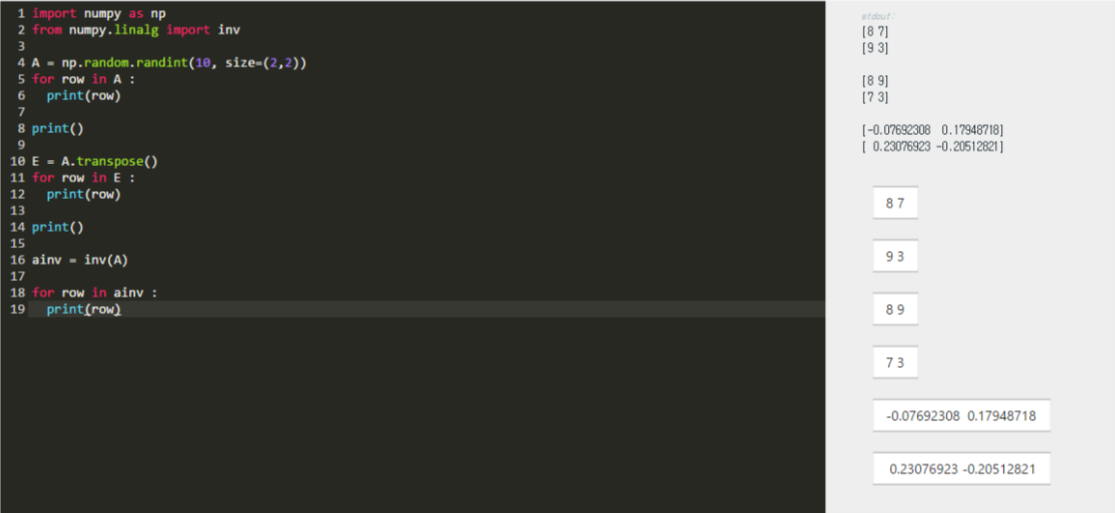 1 import numpy as np
2 from numpy.linalg import inv
3
4 A = np.random.randint(10, size=(2,2))
5 for row in A :
6   print(row)
7
8 print()
9
10 E = A.transpose()
11 for row in E :
12   print(row)
13
14 print()
15
16 ainv = inv(A)
17
18 for row in ainv :
19   print(row)
stdout:
[8 7]
[9 3]
[8 9]
[7 3]
[-0.07692308  0.17948718]
[ 0.23076923 -0.20512821]
8 7
9 3
8 9
7 3
-0.07692308  0.17948718
0.23076923 -0.20512821